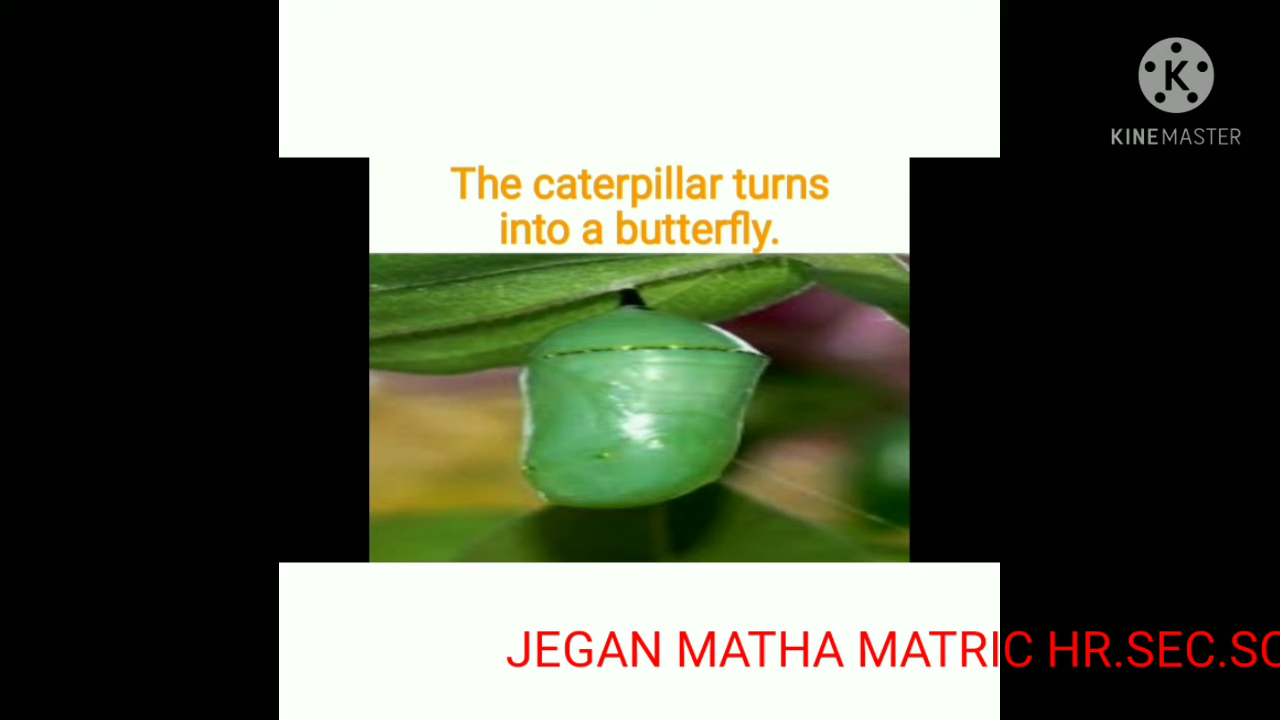 KINEMASTER
The caterpillar turns
into a butterfly.
JEGAN MATHA MATRIC HR.SEC.SC